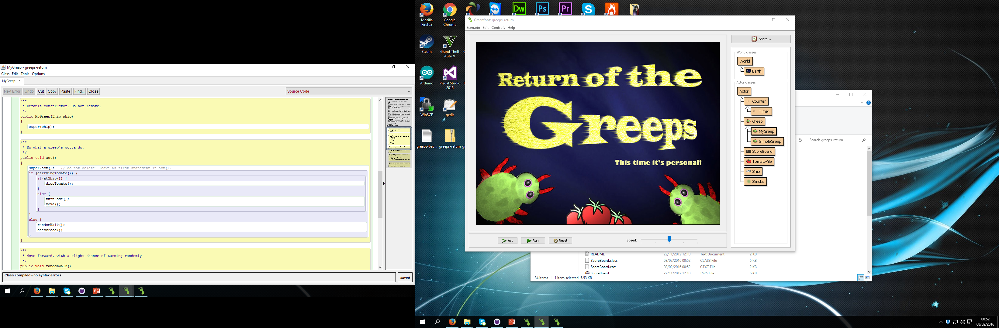 MyGreep - greeps-return
Class Edit Tools Options
MyGreep ×
Next Error Undo Cut Copy Paste Find... Close
Source Code
/**
* Default constructor. Do not remove.
*/
public MyGreep(Ship ship)
{
super(ship);
}
/**
* Do what a greep's gotta do.
*/
public void act()
{
super.act();   // do not delete! leave as first statement in act().
if (carryingTomato()) {
if(atShip()) {
dropTomato();
}
else {
turnHome();
move();
}
}
else {
randomWalk();
checkFood();
}
}
/**
* Move forward, with a slight chance of turning randomly
*/
public void randomWalk()
Class compiled - no syntax errors
saved
Dw Ps Pr
Mozilla Firefox
Google Chrome
Steam
Grand Theft Auto V
Arduino
Visual Studio 2015
WinSCP
gedit
greeps-bac...
greeps-return
Greenfoot: greeps-return
Scenario Edit Controls Help
Return of the
Greeps
This time it's personal!
Act
Run
Reset
Speed:
Share...
World classes
World
Earth
Actor classes
Actor
Counter
Timer
Greep
MyGreep
SimpleGreep
ScoreBoard
TomatoPile
Ship
Smoke
Search greeps-return
README 22/11/2012 12:10 Text Document 2 KB
ScoreBoard.class 08/02/2016 00:52 CLASS File 5 KB
ScoreBoard.ctxt 08/02/2016 00:52 CTXT File 2 KB
ScoreBoard 22/11/2012 12:10 JAVA File 6 KB
34 items 1 item selected 5.53 KB
00:52
08/02/2016